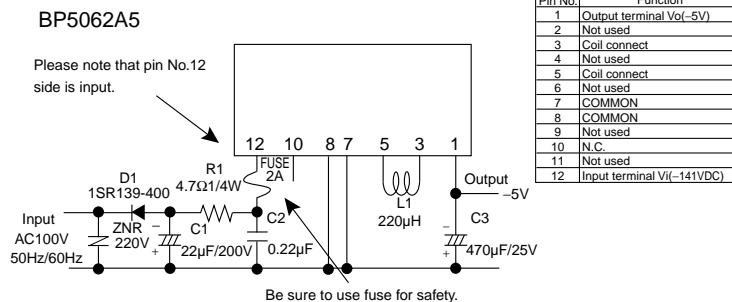 BP5062A5
Please note that pin No.12
side is input.
12 10 8 7 5 3 1
FUSE
2A
R1
4.7Ω1/4W
D1
1SR139-400
L1
220μH
Output
−5V
Input
AC100V
50Hz/60Hz
ZNR
220V
−
+
C1
22μF/200V
C2
0.22μF
−
+
C3
470μF/25V
Be sure to use fuse for safety.
Pin No. Function
1 Output terminal Vo(−5V)
2 Not used
3 Coil connect
4 Not used
5 Coil connect
6 Not used
7 COMMON
8 COMMON
9 Not used
10 N.C.
11 Not used
12 Input terminal Vi(−141VDC)